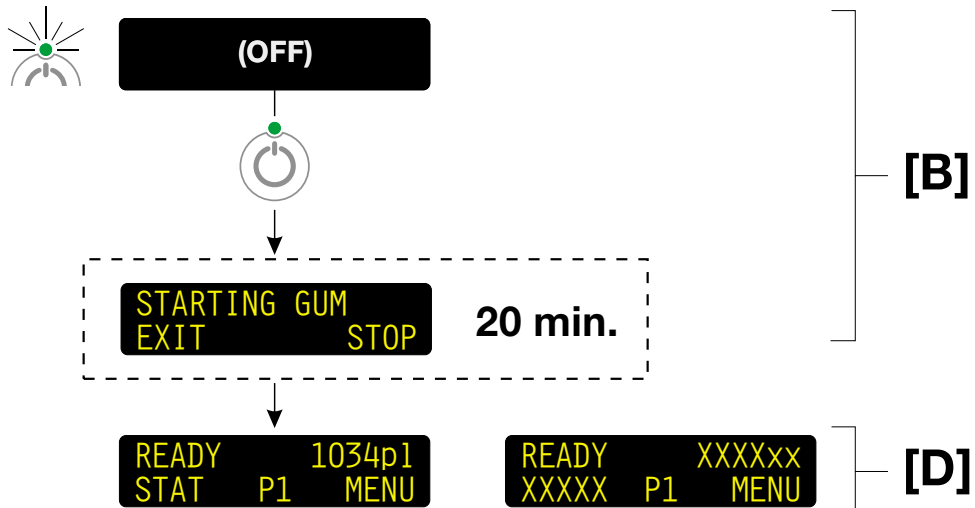 (OFF)
[B]
STARTING GUM
EXIT STOP
20 min.
READY 1034pl
STAT P1 MENU
READY XXXXxx
XXXXX P1 MENU
[D]